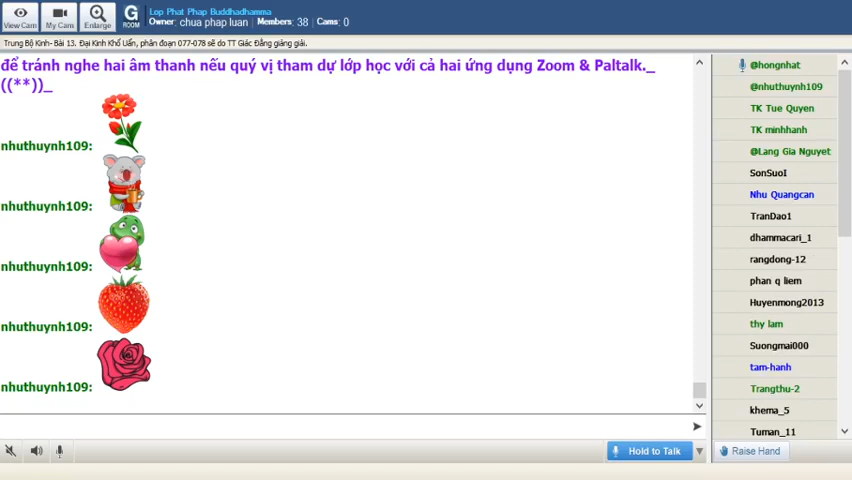 View Cam
My Cam
Enlarge
G
ROOM
Lop Phat Phap Buddhadhamma
Owner: chua phap luan Members: 38 Cams: 0
Trung Bộ Kinh- Bài 13. Đại Kinh Khổ Uẩn, phân đoạn 077-078 sẽ do TT Giác Đẳng giảng giải.
để tránh nghe hai âm thanh nếu quý vị tham dự lớp học với cả hai ứng dụng Zoom & Paltalk._
((**))_
nhuthuynh109:
nhuthuynh109:
nhuthuynh109:
nhuthuynh109:
nhuthuynh109:
@hongnhat
@nhuthuynh109
TK Tue Quyen
TK minhhanh
@Lang Gia Nguyet
SonSuoI
Nhu Quangcan
TranDao1
dhammacari_1
rangdong-12
phan q liem
Huyenmong2013
thy lam
Suongmai000
tam-hanh
Trangthu-2
khema_5
Tuman_11
Hold to Talk
Raise Hand